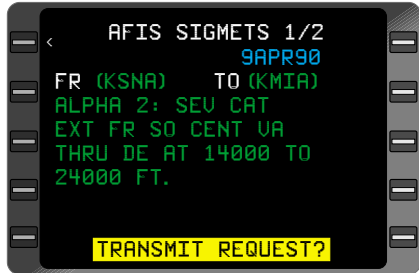 < AFIS SIGMETS 1/2
9APR90
FR (KSNA) TO (KMIA)
ALPHA 2: SEV CAT
EXT FR SO CENT VA
THRU DE AT 14000 TO
24000 FT.
TRANSMIT REQUEST?